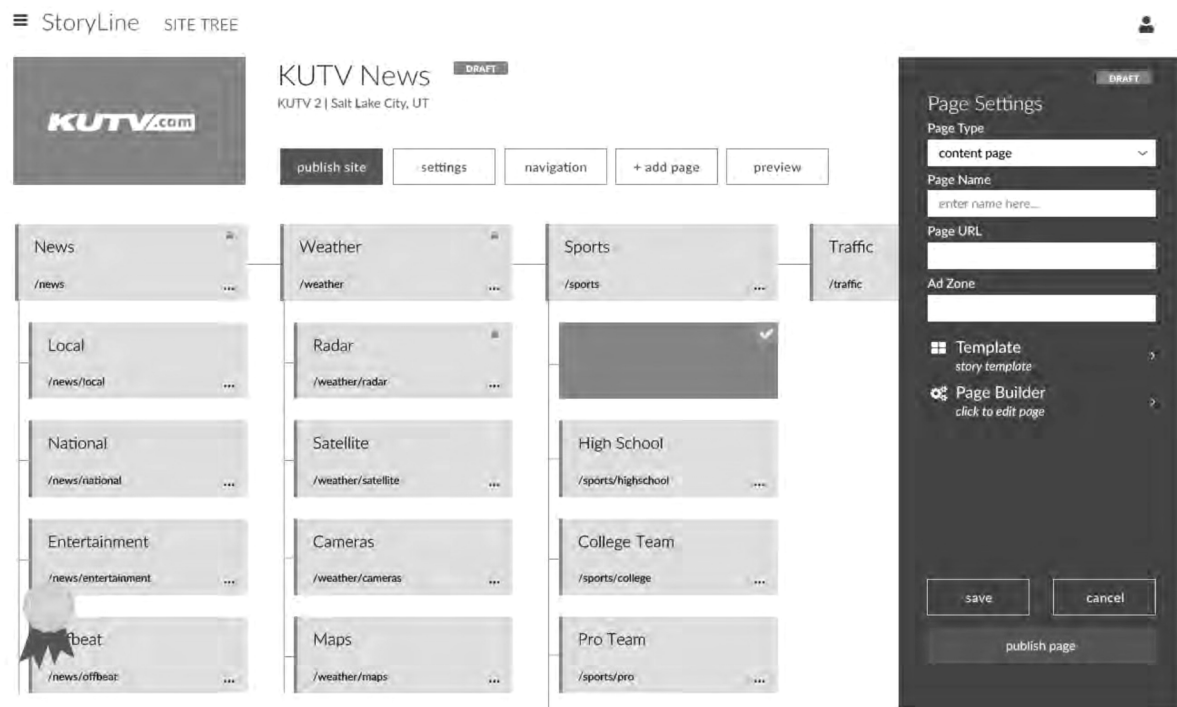 StoryLine SITE TREE
KUTV.com
KUTV News DRAFT
KUTV 2 | Salt Lake City, UT
publish site
settings
navigation
+ add page
preview
News
/news
...
Weather
/weather
...
Sports
/sports
...
Traffic
/traffic
Local
/news/local
...
Radar
/weather/radar
...
National
/news/national
...
Satellite
/weather/satellite
...
High School
/sports/highschool
...
Entertainment
/news/entertainment
...
Cameras
/weather/cameras
...
College Team
/sports/college
...
fbeat
/news/offbeat
...
Maps
/weather/maps
...
Pro Team
/sports/pro
...
DRAFT
Page Settings
Page Type
content page
Page Name
enter name here...
Page URL
Ad Zone
Template
story template
Page Builder
click to edit page
save
cancel
publish page